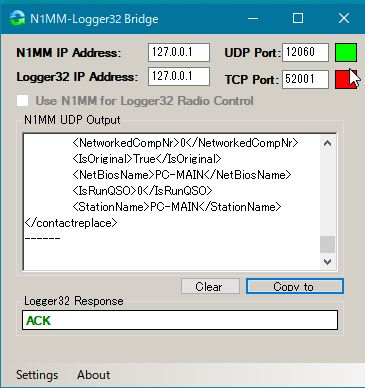 N1MM-Logger32 Bridge
N1MM IP Address: 127.0.0.1 UDP Port: 12060
Logger32 IP Address: 127.0.0.1 TCP Port: 52001
Use N1MM for Logger32 Radio Control
N1MM UDP Output
<NetworkedCompNr>0</NetworkedCompNr>
<IsOriginal>True</IsOriginal>
<NetBiosName>PC-MAIN</NetBiosName>
<IsRunQSO>0</IsRunQSO>
<StationName>PC-MAIN</StationName>
</contactreplace>
------
Clear Copy to
Logger32 Response
ACK
Settings About